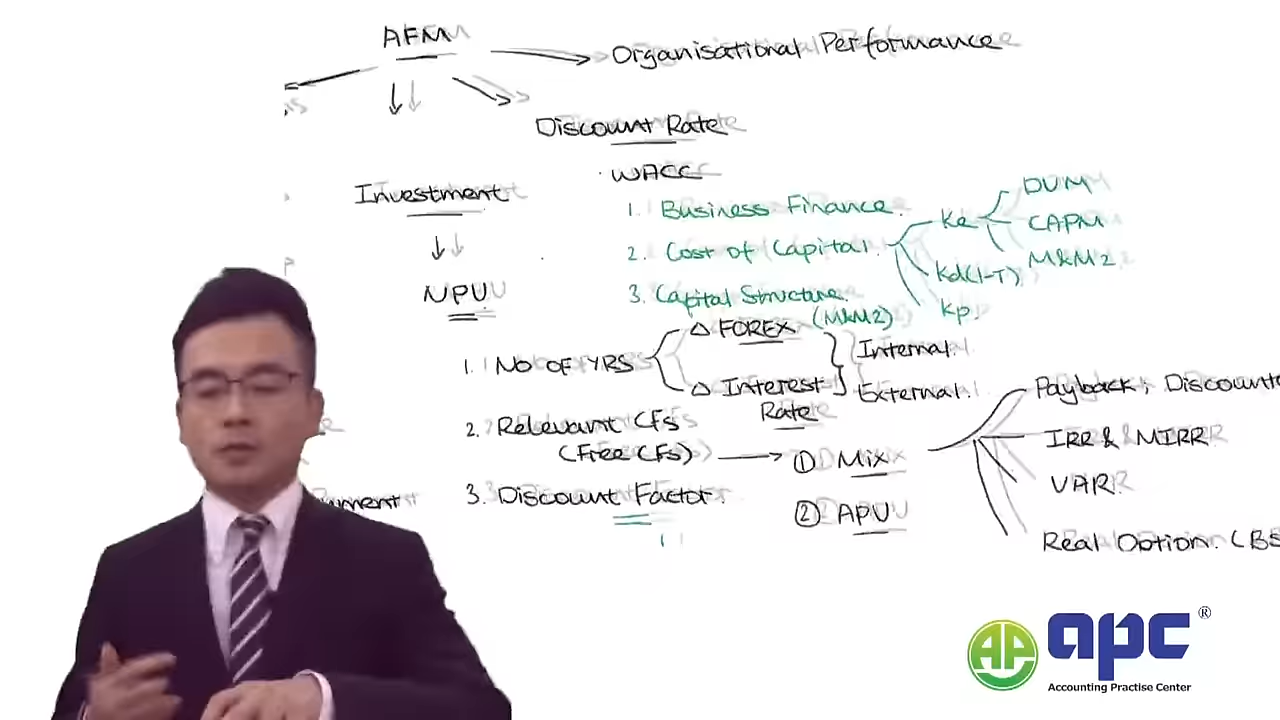 AFM
Organisational Performance
Discount Rate
WACC
Investment
1. Business Finance.
2. Cost of Capital.
3. Capital Structure.
(M&M2)
Ke
DVM
CAPM
M&M2
Kd(1-T)
Kp
NPV
1. No OF YRS
△ FOREX
△ Interest Rate
Internal.
External.
2. Relevant CFs
(Free CFs)
3. Discount Factor.
① Mix
② APV
Payback; Discounte
IRR & MIRR
VAR.
Real Option. (BS
apc®
Accounting Practise Center